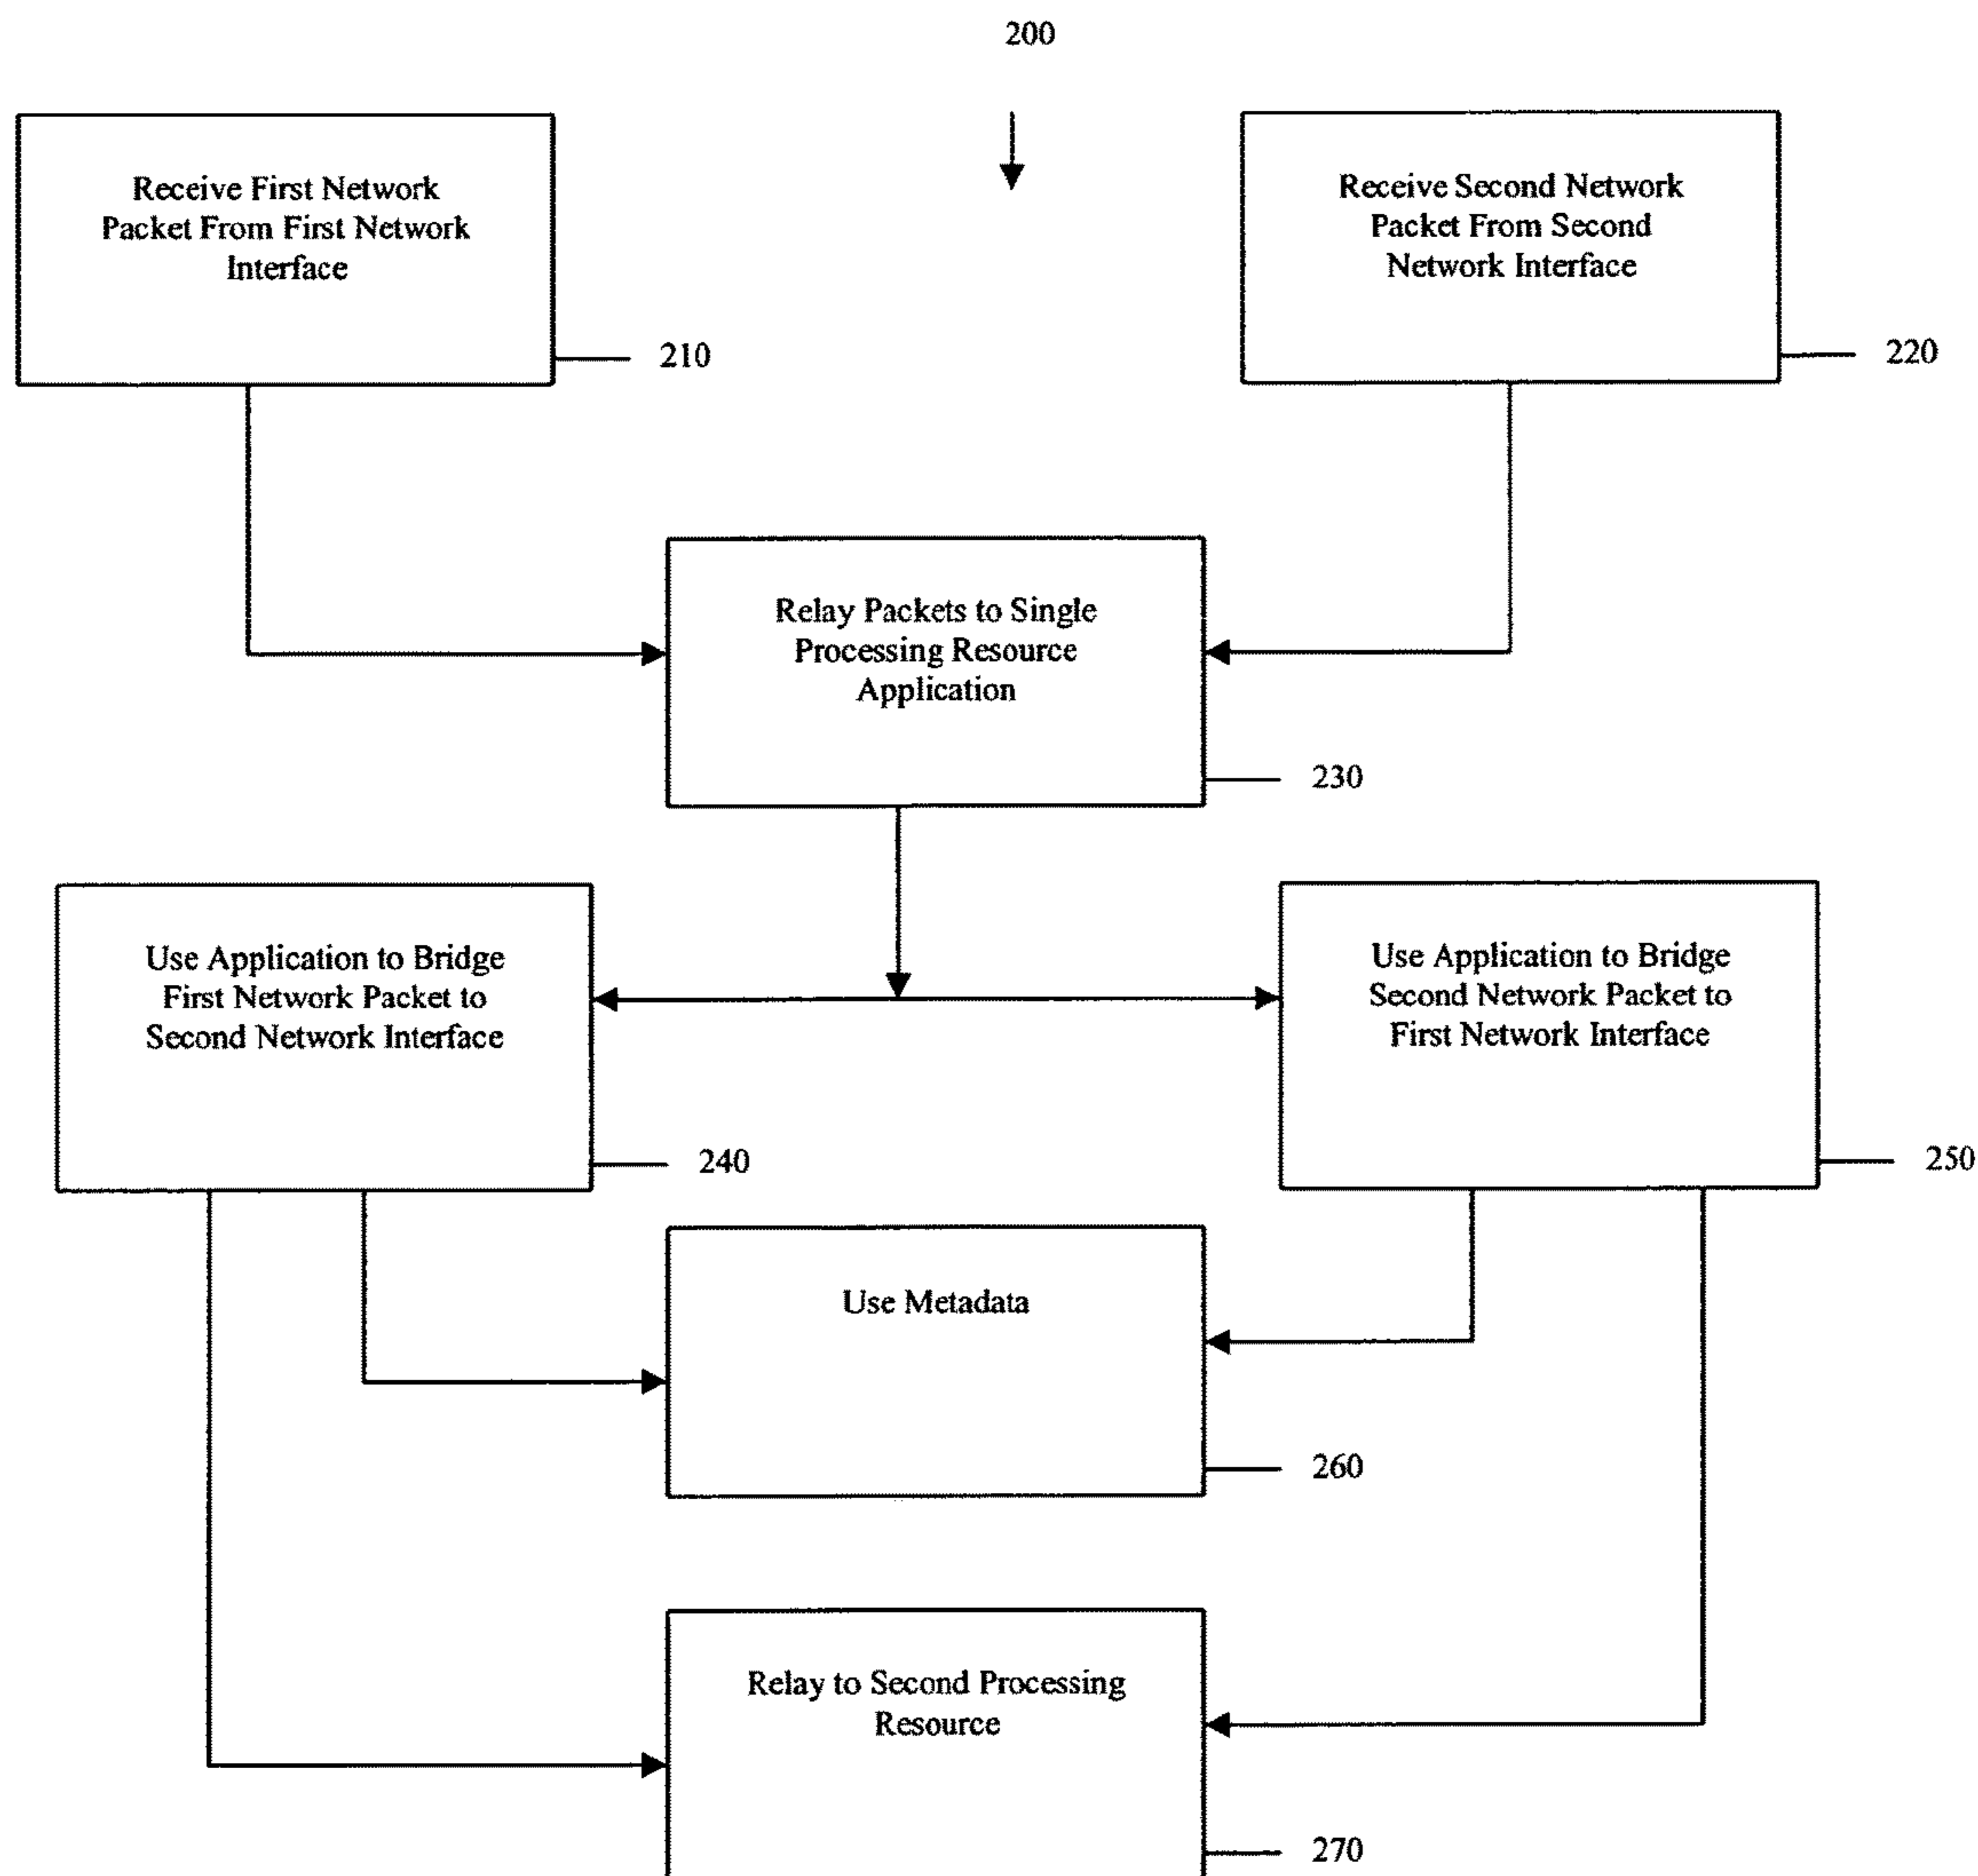 200
Receive First Network
Packet From First Network
Interface
210
Receive Second Network
Packet From Second
Network Interface
220
Relay Packets to Single
Processing Resource
Application
230
Use Application to Bridge
First Network Packet to
Second Network Interface
240
Use Application to Bridge
Second Network Packet to
First Network Interface
250
Use Metadata
260
Relay to Second Processing
Resource
270